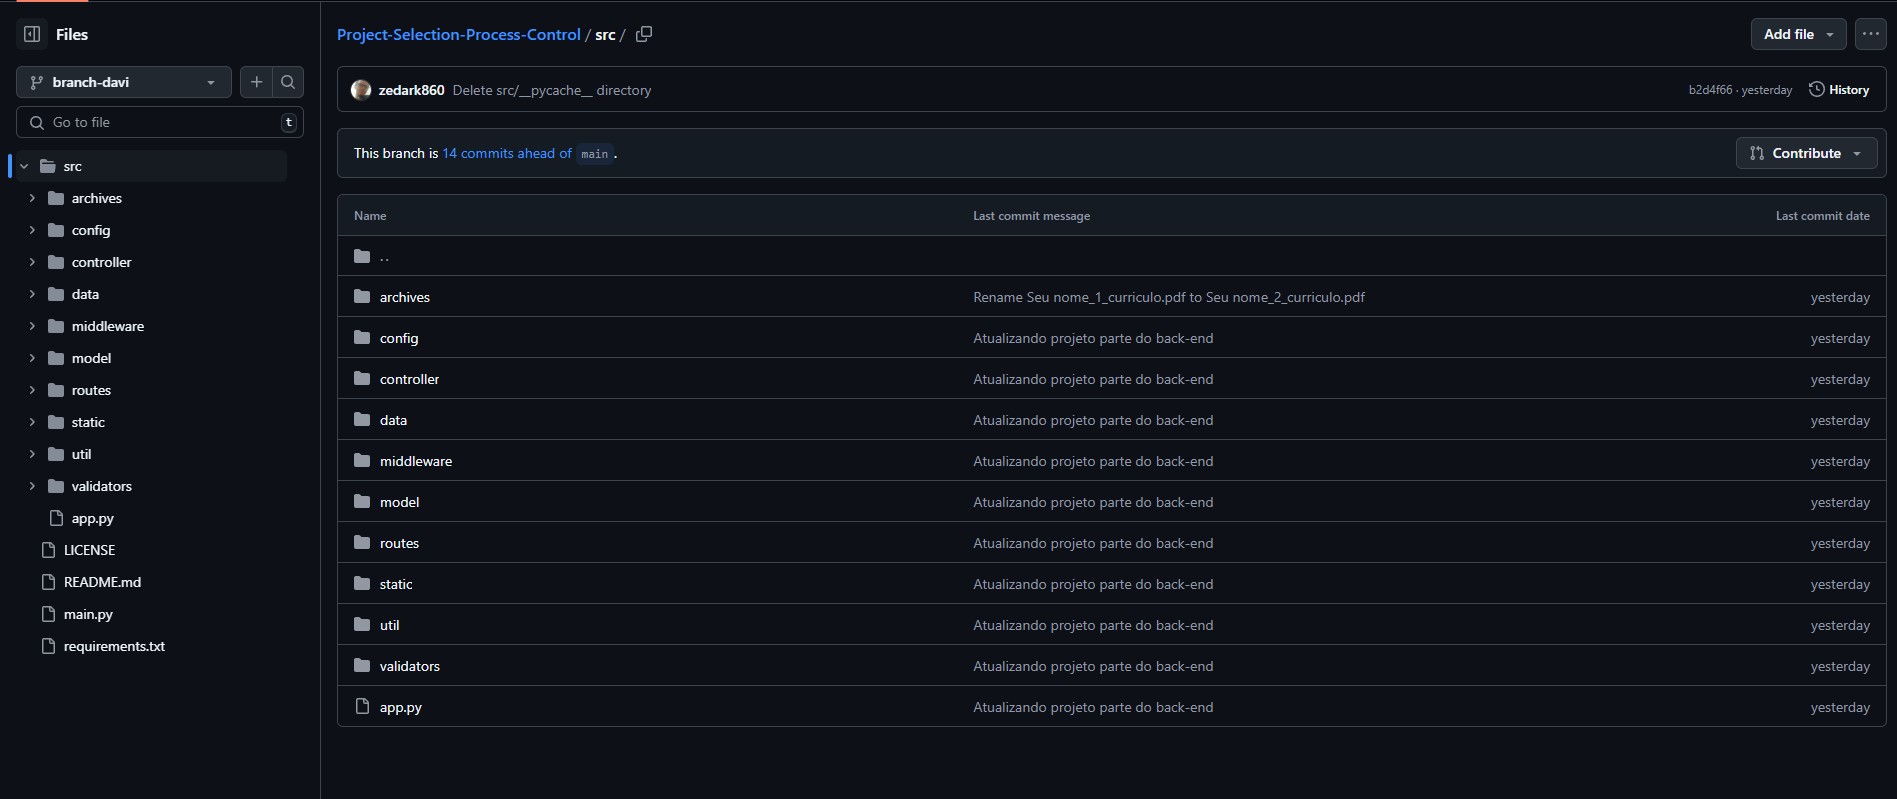 Files
branch-davi
Go to file
t
src
archives
config
controller
data
middleware
model
routes
static
util
validators
app.py
LICENSE
README.md
main.py
requirements.txt
Project-Selection-Process-Control / src /
Add file
zedark860 Delete src/__pycache__ directory
b2d4f66 · yesterday
History
This branch is 14 commits ahead of main.
Contribute
Name Last commit message Last commit date
..
archives Rename Seu nome_1_curriculo.pdf to Seu nome_2_curriculo.pdf yesterday
config Atualizando projeto parte do back-end yesterday
controller Atualizando projeto parte do back-end yesterday
data Atualizando projeto parte do back-end yesterday
middleware Atualizando projeto parte do back-end yesterday
model Atualizando projeto parte do back-end yesterday
routes Atualizando projeto parte do back-end yesterday
static Atualizando projeto parte do back-end yesterday
util Atualizando projeto parte do back-end yesterday
validators Atualizando projeto parte do back-end yesterday
app.py Atualizando projeto parte do back-end yesterday